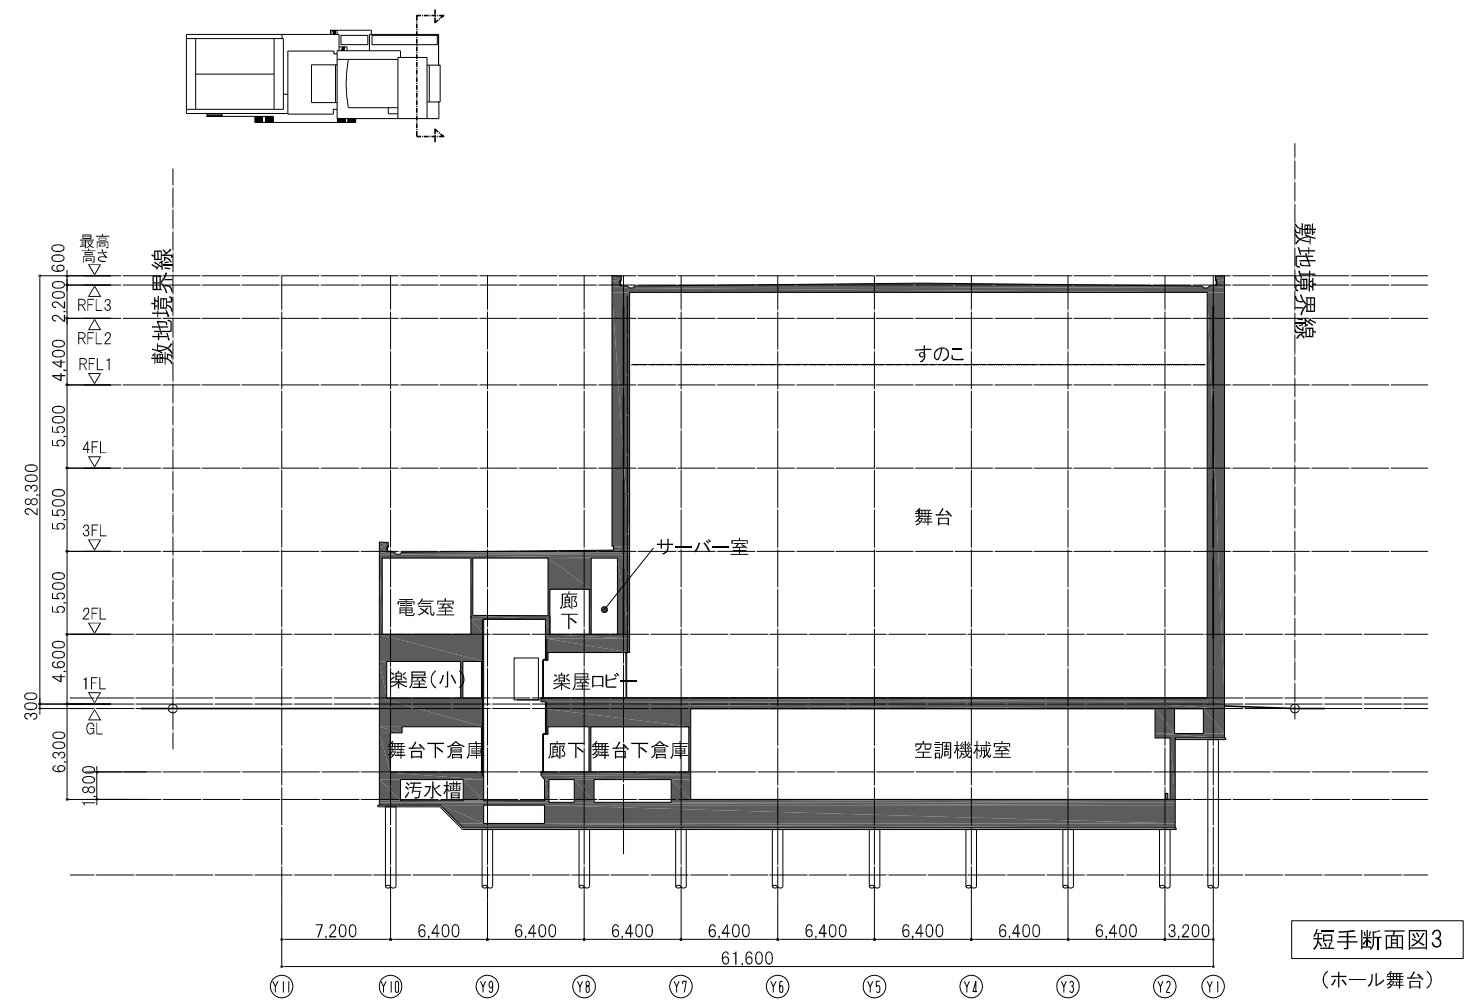 最高
高さ
600
敷地境界線
敷地境界線
2,200
RFL3
RFL2
4,400
RFL1
すのこ
5,500
4FL
28,300
5,500
舞台
3FL
サーバー室
5,500
電気室
廊
下
2FL
4,600
楽屋(小)
楽屋ロビー
1FL
300
GL
6,300
舞台下倉庫
廊下
舞台下倉庫
空調機械室
1,800
汚水槽
7,200
6,400
6,400
6,400
6,400
6,400
6,400
6,400
6,400
3,200
61,600
Y11
Y10
Y9
Y8
Y7
Y6
Y5
Y4
Y3
Y2
Y1
短手断面図3
(ホール舞台)